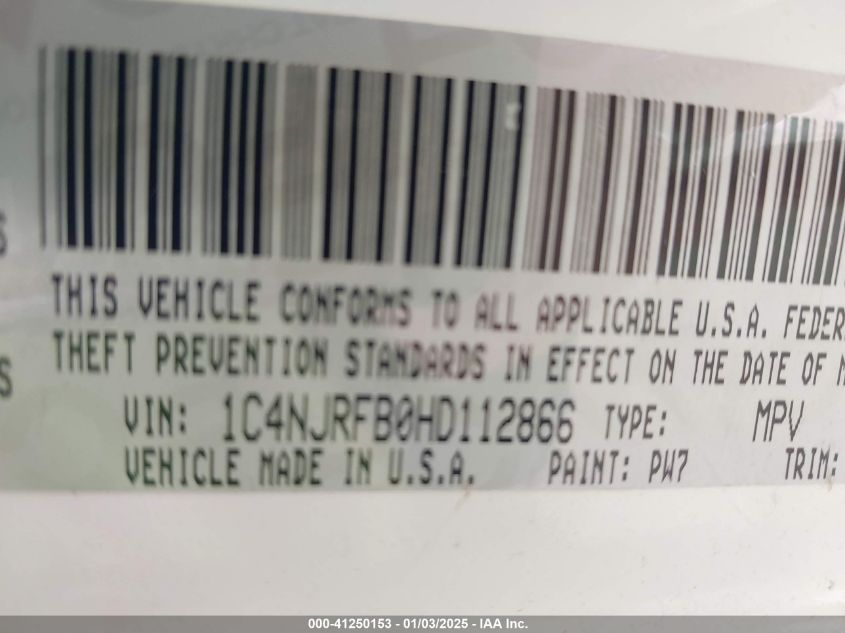 THIS VEHICLE CONFORMS TO ALL APPLICABLE U.S.A. FEDER
THEFT PREVENTION STANDARDS IN EFFECT ON THE DATE OF M
S
S
VIN: 1C4NJRFB0HD112866 TYPE: MPV
VEHICLE MADE IN U.S.A. PAINT: PW7 TRIM:
000-41250153 - 01/03/2025 - IAA Inc.